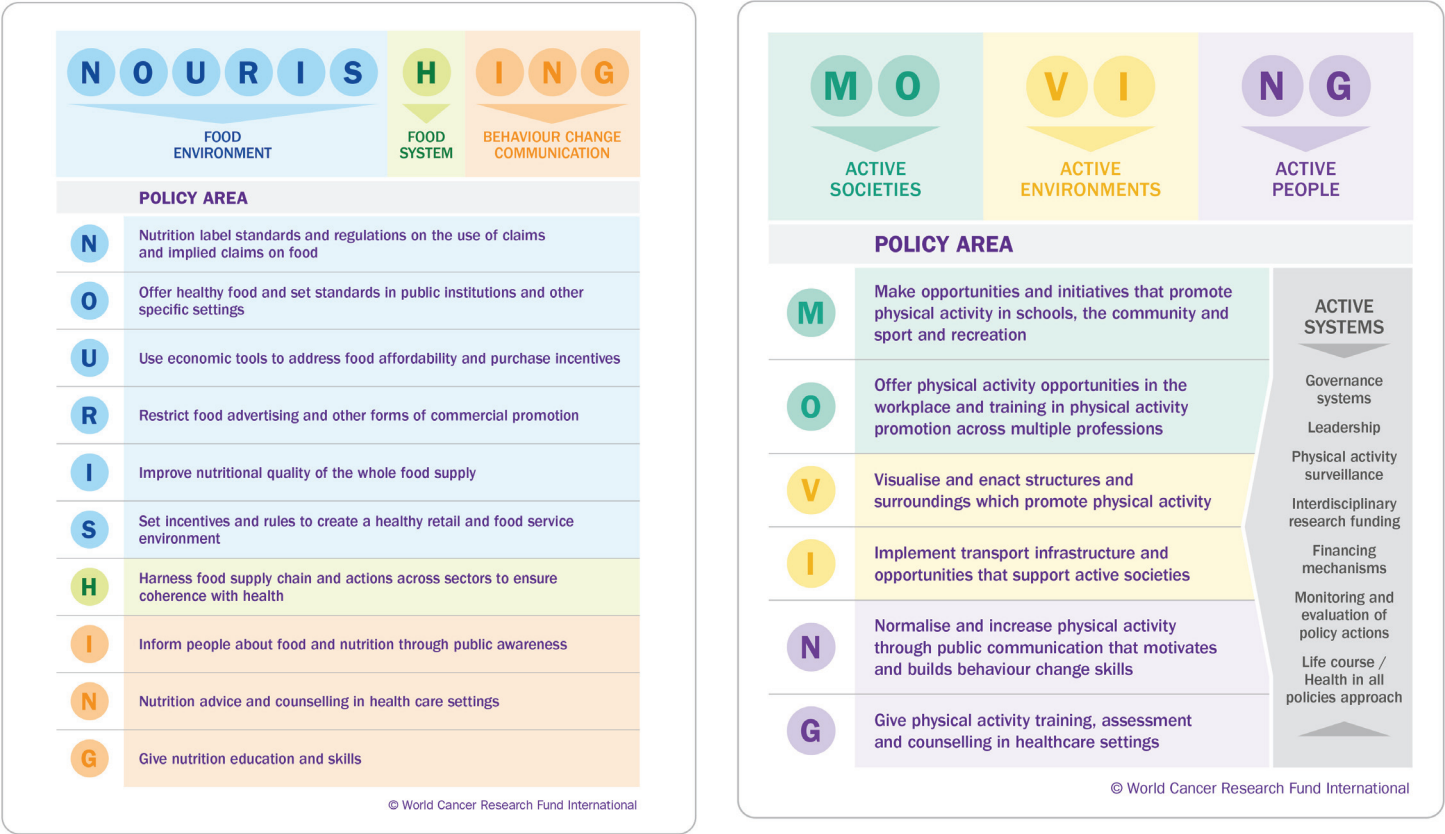 NOURISHING
FOOD
ENVIRONMENT
FOOD
SYSTEM
BEHAVIOUR CHANGE
COMMUNICATION
POLICY AREA
N
Nutrition label standards and regulations on the use of claims
and implied claims on food
O
Offer healthy food and set standards in public institutions and other
specific settings
U
Use economic tools to address food affordability and purchase incentives
R
Restrict food advertising and other forms of commercial promotion
I
Improve nutritional quality of the whole food supply
S
Set incentives and rules to create a healthy retail and food service
environment
H
Harness food supply chain and actions across sectors to ensure
coherence with health
I
Inform people about food and nutrition through public awareness
N
Nutrition advice and counselling in health care settings
G
Give nutrition education and skills
© World Cancer Research Fund International
MOVING
ACTIVE
SOCIETIES
ACTIVE
ENVIRONMENTS
ACTIVE
PEOPLE
POLICY AREA
M
Make opportunities and initiatives that promote
physical activity in schools, the community and
sport and recreation
O
Offer physical activity opportunities in the
workplace and training in physical activity
promotion across multiple professions
V
Visualise and enact structures and
surroundings which promote physical activity
I
Implement transport infrastructure and
opportunities that support active societies
N
Normalise and increase physical activity
through public communication that motivates
and builds behaviour change skills
G
Give physical activity training, assessment
and counselling in healthcare settings
ACTIVE
SYSTEMS
Governance
systems
Leadership
Physical activity
surveillance
Interdisciplinary
research funding
Financing
mechanisms
Monitoring and
evaluation of
policy actions
Life course /
Health in all
policies approach
© World Cancer Research Fund International